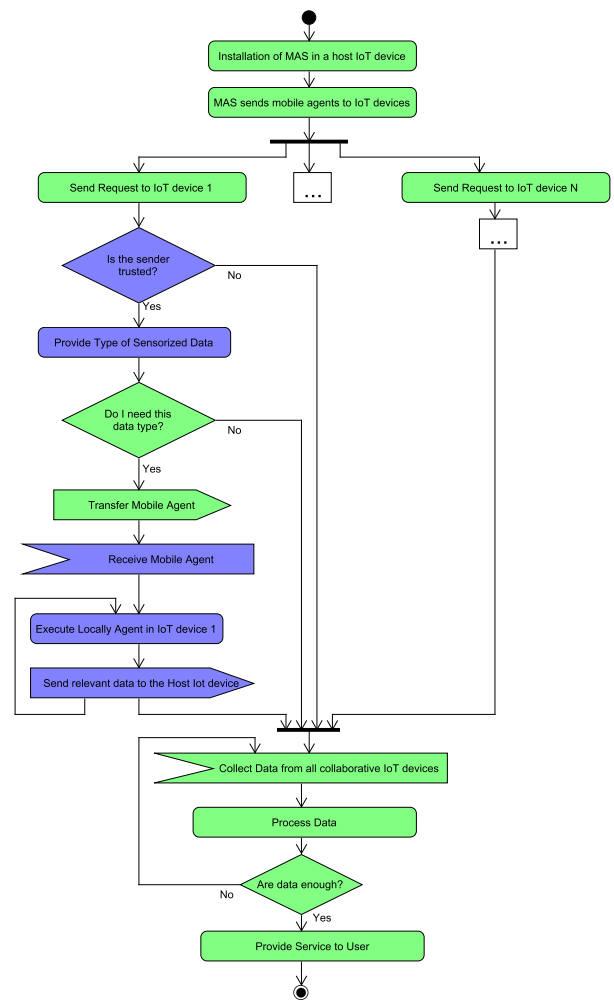 Installation of MAS in a host IoT device
MAS sends mobile agents to IoT devices
Send Request to IoT device 1
...
Send Request to IoT device N
...
Is the sender
trusted?
No
Yes
Provide Type of Sensorized Data
Do I need this
data type?
No
Yes
Transfer Mobile Agent
Receive Mobile Agent
Execute Locally Agent in IoT device 1
Send relevant data to the Host Iot device
Collect Data from all collaborative IoT devices
Process Data
Are data enough?
No
Yes
Provide Service to User